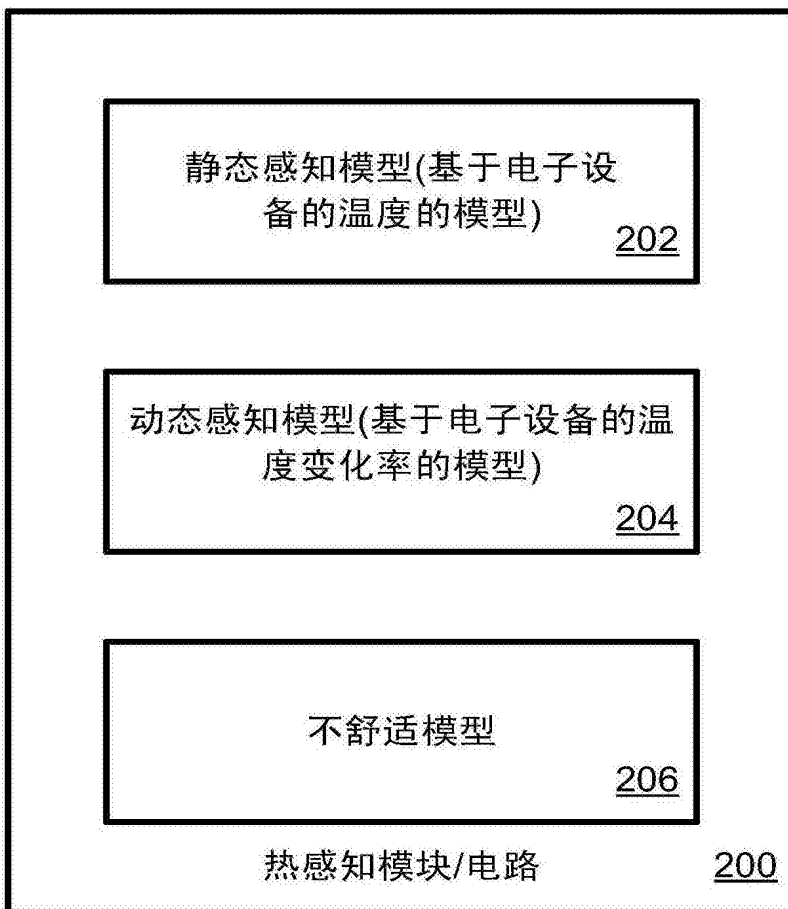 静态感知模型(基于电子设
备的温度的模型)
202
动态感知模型(基于电子设备的温
度变化率的模型)
204
不舒适模型
206
热感知模块/电路 200